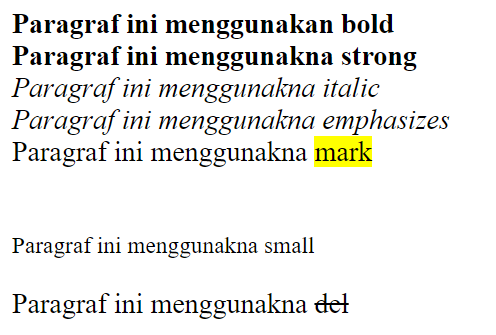 Paragraf ini menggunakan bold
Paragraf ini menggunakna strong
Paragraf ini menggunakna italic
Paragraf ini menggunakna emphasizes
Paragraf ini menggunakna mark
Paragraf ini menggunakna small
Paragraf ini menggunakna del